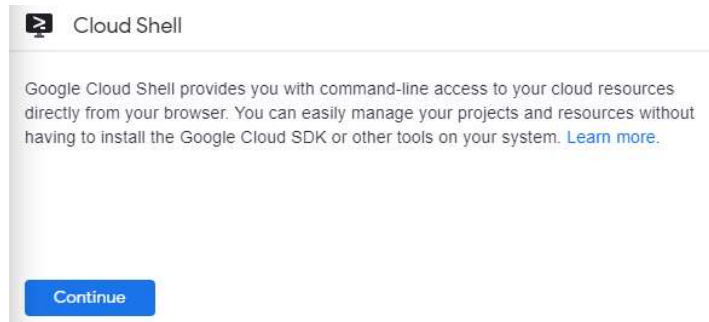 Cloud Shell
Google Cloud Shell provides you with command-line access to your cloud resources
directly from your browser. You can easily manage your projects and resources without
having to install the Google Cloud SDK or other tools on your system. Learn more.
Continue